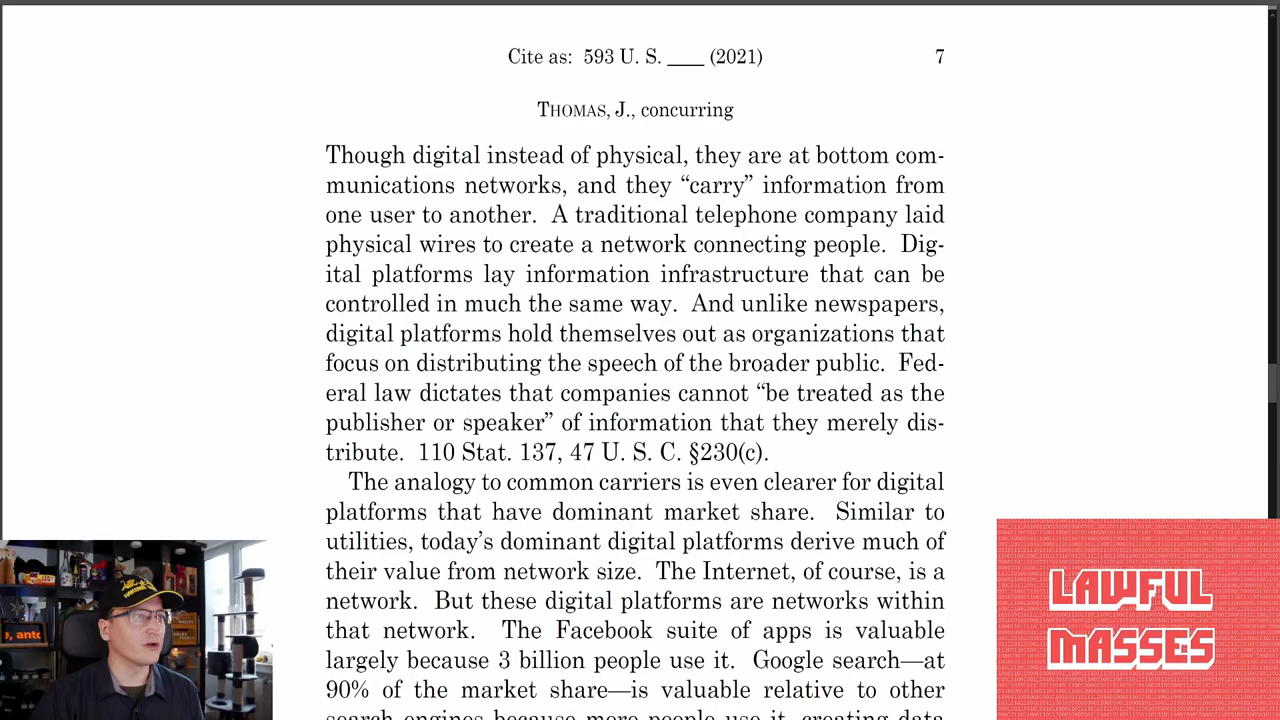 Cite as: 593 U. S. ____ (2021) 7
THOMAS, J., concurring
Though digital instead of physical, they are at bottom com-
munications networks, and they “carry” information from
one user to another. A traditional telephone company laid
physical wires to create a network connecting people. Dig-
ital platforms lay information infrastructure that can be
controlled in much the same way. And unlike newspapers,
digital platforms hold themselves out as organizations that
focus on distributing the speech of the broader public. Fed-
eral law dictates that companies cannot “be treated as the
publisher or speaker” of information that they merely dis-
tribute. 110 Stat. 137, 47 U. S. C. §230(c).
The analogy to common carriers is even clearer for digital
platforms that have dominant market share. Similar to
utilities, today’s dominant digital platforms derive much of
their value from network size. The Internet, of course, is a
network. But these digital platforms are networks within
that network. The Facebook suite of apps is valuable
largely because 3 billion people use it. Google search—at
90% of the market share—is valuable relative to other
search engines because more people use it, creating data
LAWFUL
MASSES